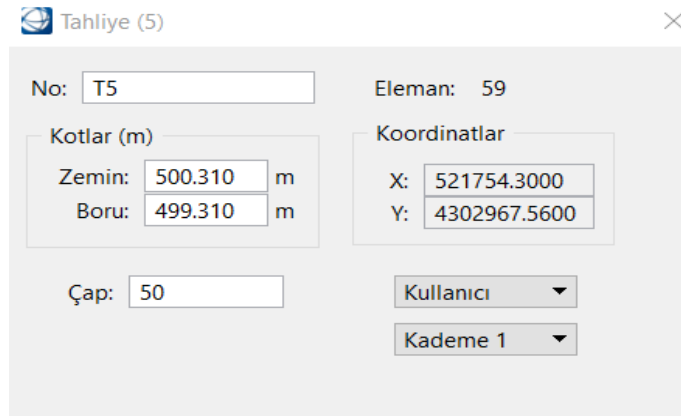 Tahliye (5)
No: T5 Eleman: 59
Kotlar (m) Koordinatlar
Zemin: 500.310 m X: 521754.3000
Boru: 499.310 m Y: 4302967.5600
Çap: 50 Kullanıcı
Kademe 1